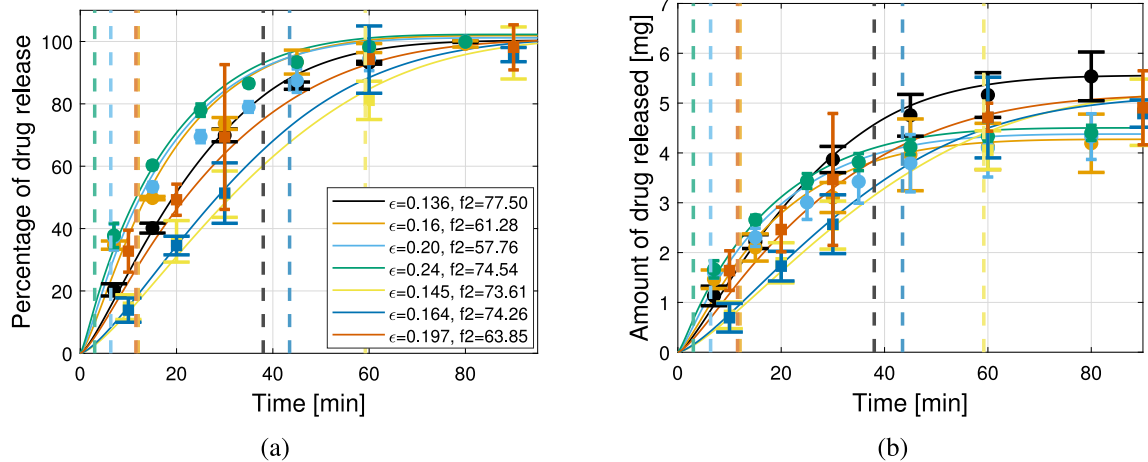 Percentage of drug release
100
80
60
40
20
0
0 20 40 60 80
Time [min]
ϵ=0.136, f2=77.50
ϵ=0.16, f2=61.28
ϵ=0.20, f2=57.76
ϵ=0.24, f2=74.54
ϵ=0.145, f2=73.61
ϵ=0.164, f2=74.26
ϵ=0.197, f2=63.85
(a)
Amount of drug released [mg]
7
6
5
4
3
2
1
0
0 20 40 60 80
Time [min]
(b)